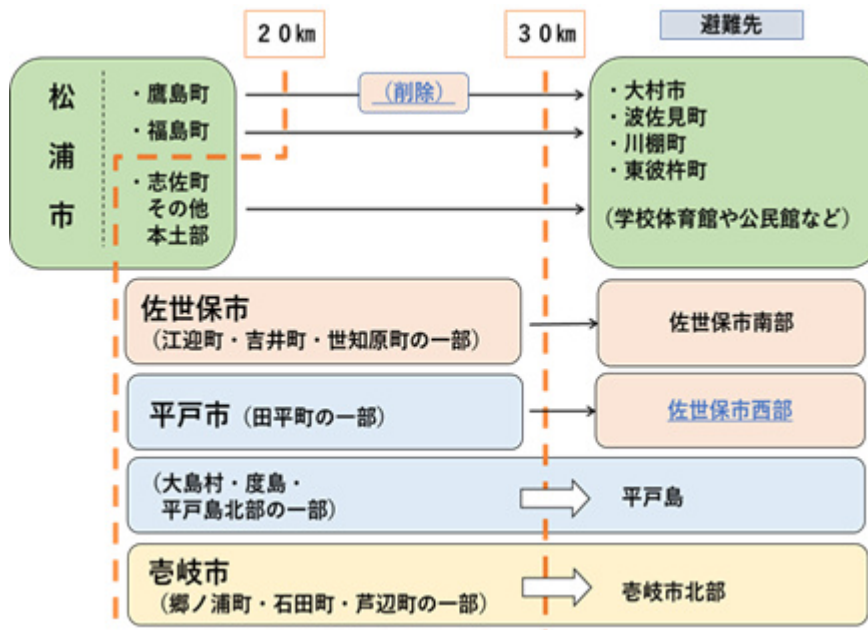 20㎞
30㎞
避難先
松浦市
・鷹島町
・福島町
・志佐町
その他
本土部
(削除)
・大村市
・波佐見町
・川棚町
・東彼杵町
(学校体育館や公民館など)
佐世保市
(江迎町・吉井町・世知原町の一部)
佐世保市南部
平戸市(田平町の一部)
佐世保市西部
(大島村・度島・
平戸島北部の一部)
平戸島
壱岐市
(郷ノ浦町・石田町・芦辺町の一部)
壱岐市北部